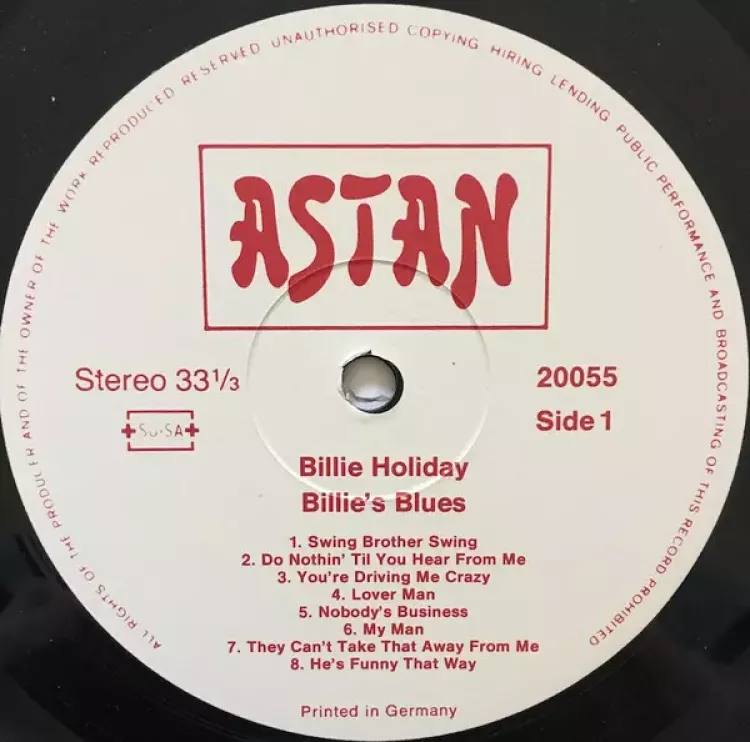 ALL RIGHTS OF THE PRODUCER AND OF THE OWNER OF THE WORK REPRODUCED RESERVED UNAUTHORISED COPYING HIRING LENDING PUBLIC PERFORMANCE AND BROADCASTING OF THIS RECORD PROHIBITED
ASTAN
Stereo 33 1/3
20055
SUISA
Side 1
Billie Holiday
Billie's Blues
1. Swing Brother Swing
2. Do Nothin' Til You Hear From Me
3. You're Driving Me Crazy
4. Lover Man
5. Nobody's Business
6. My Man
7. They Can't Take That Away From Me
8. He's Funny That Way
Printed in Germany